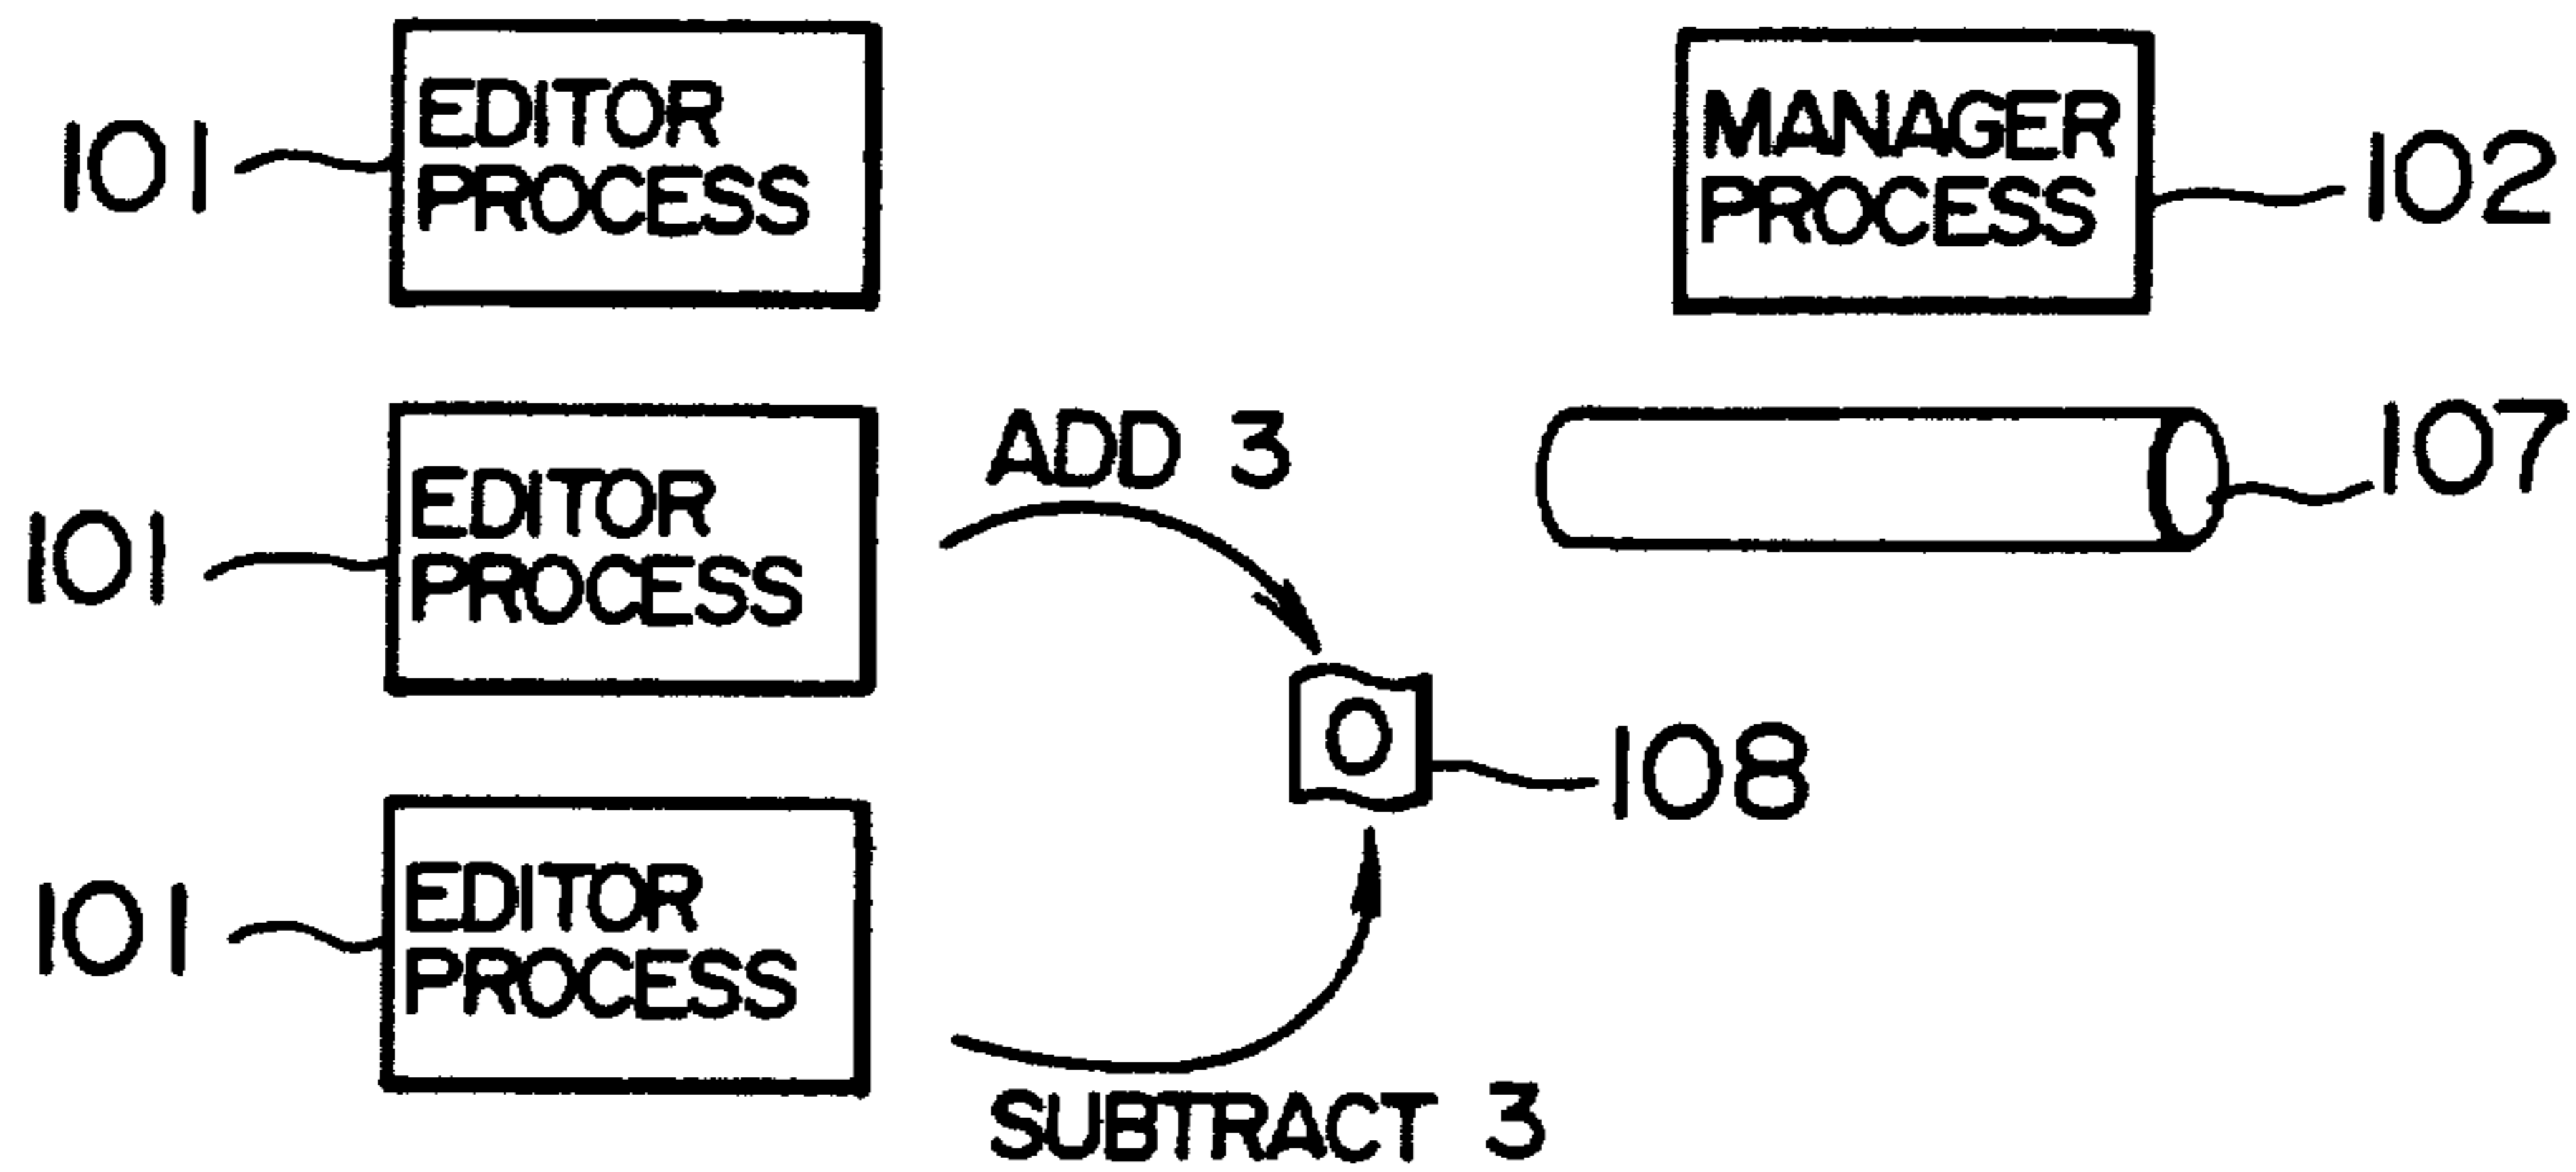 101
EDITOR
PROCESS
MANAGER
PROCESS
102
101
EDITOR
PROCESS
ADD 3
107
0
108
101
EDITOR
PROCESS
SUBTRACT 3